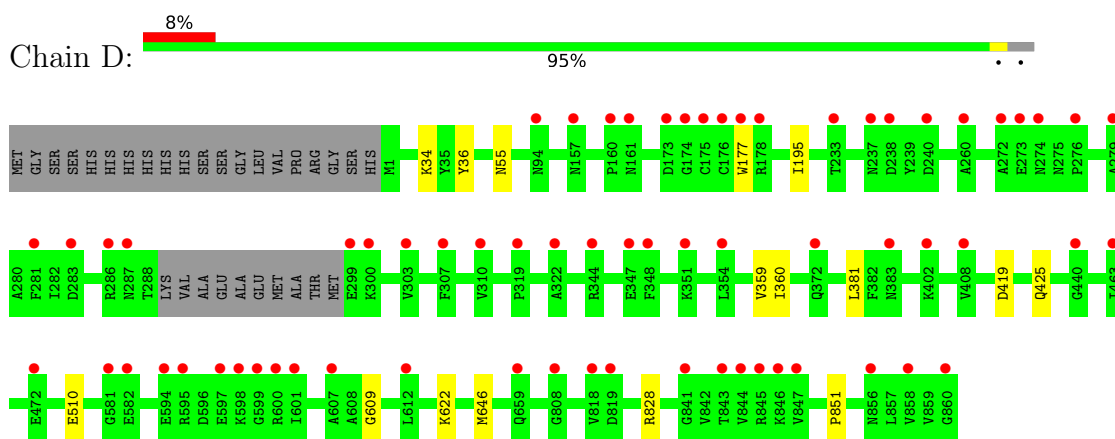 8%
Chain D:
95%
MET GLY SER SER HIS HIS HIS HIS HIS HIS SER SER GLY LEU VAL PRO ARG GLY SER HIS M1 K34 Y35 Y36 N55 N94 N157 P160 N161 D173 G174 C175 C176 W177 R178 I195 T233 N237 D238 Y239 D240 A260 A272 E273 N274 N275 P276 A279
A280 F281 I282 D283 R286 N287 T288 LYS VAL ALA GLU ALA GLU MET ALA THR MET E299 K300 V303 F307 V310 P319 A322 R344 E347 F348 K351 L354 V359 I360 Q372 L381 F382 N383 K402 V408 D419 Q425 G440 I463
E472 E510 G581 E582 E594 R595 D596 E597 K598 G599 R600 I601 A607 A608 G609 L612 K622 M646 Q659 G808 V818 D819 R828 G841 V842 T843 V844 R845 K846 V847 P851 N856 L857 V858 V859 G860